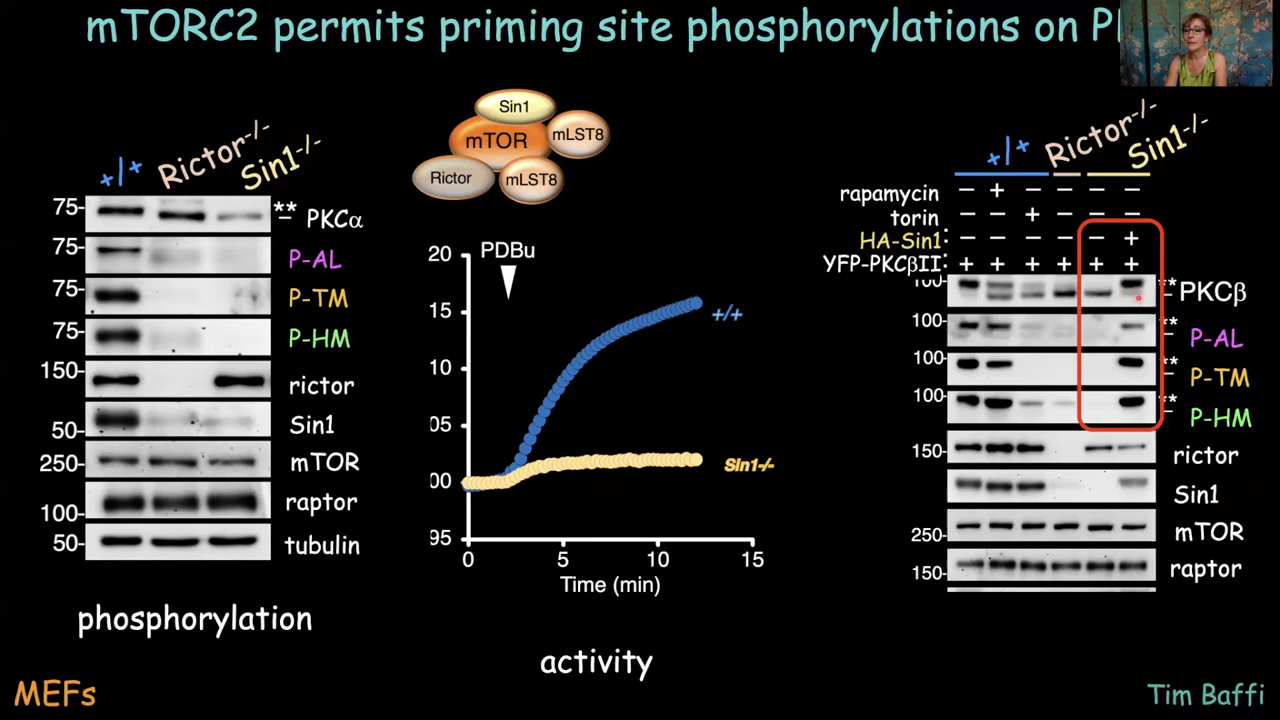 mTORC2 permits priming site phosphorylations on
+/+ Rictor-/- Sin1-/-
75- ** – PKCα
75- P-AL
75- P-TM
75- P-HM
150- rictor
50- Sin1
250- mTOR
100- raptor
50- tubulin
phosphorylation
MEFs
Sin1
mTOR
mLST8
Rictor
mLST8
PDBu
20
15
10
05
00
95
+/+
Sin1-/-
0 5 10 15
Time (min)
activity
+/+ Rictor-/- Sin1-/-
rapamycin - + - - - -
torin - - + - - -
HA-Sin1: - - - - - +
YFP-PKCβII: + + + + + +
100- ** – PKCβ
100- ** – P-AL
100- ** – P-TM
100- ** – P-HM
150- rictor
Sin1
250- mTOR
150- raptor
Tim Baffi